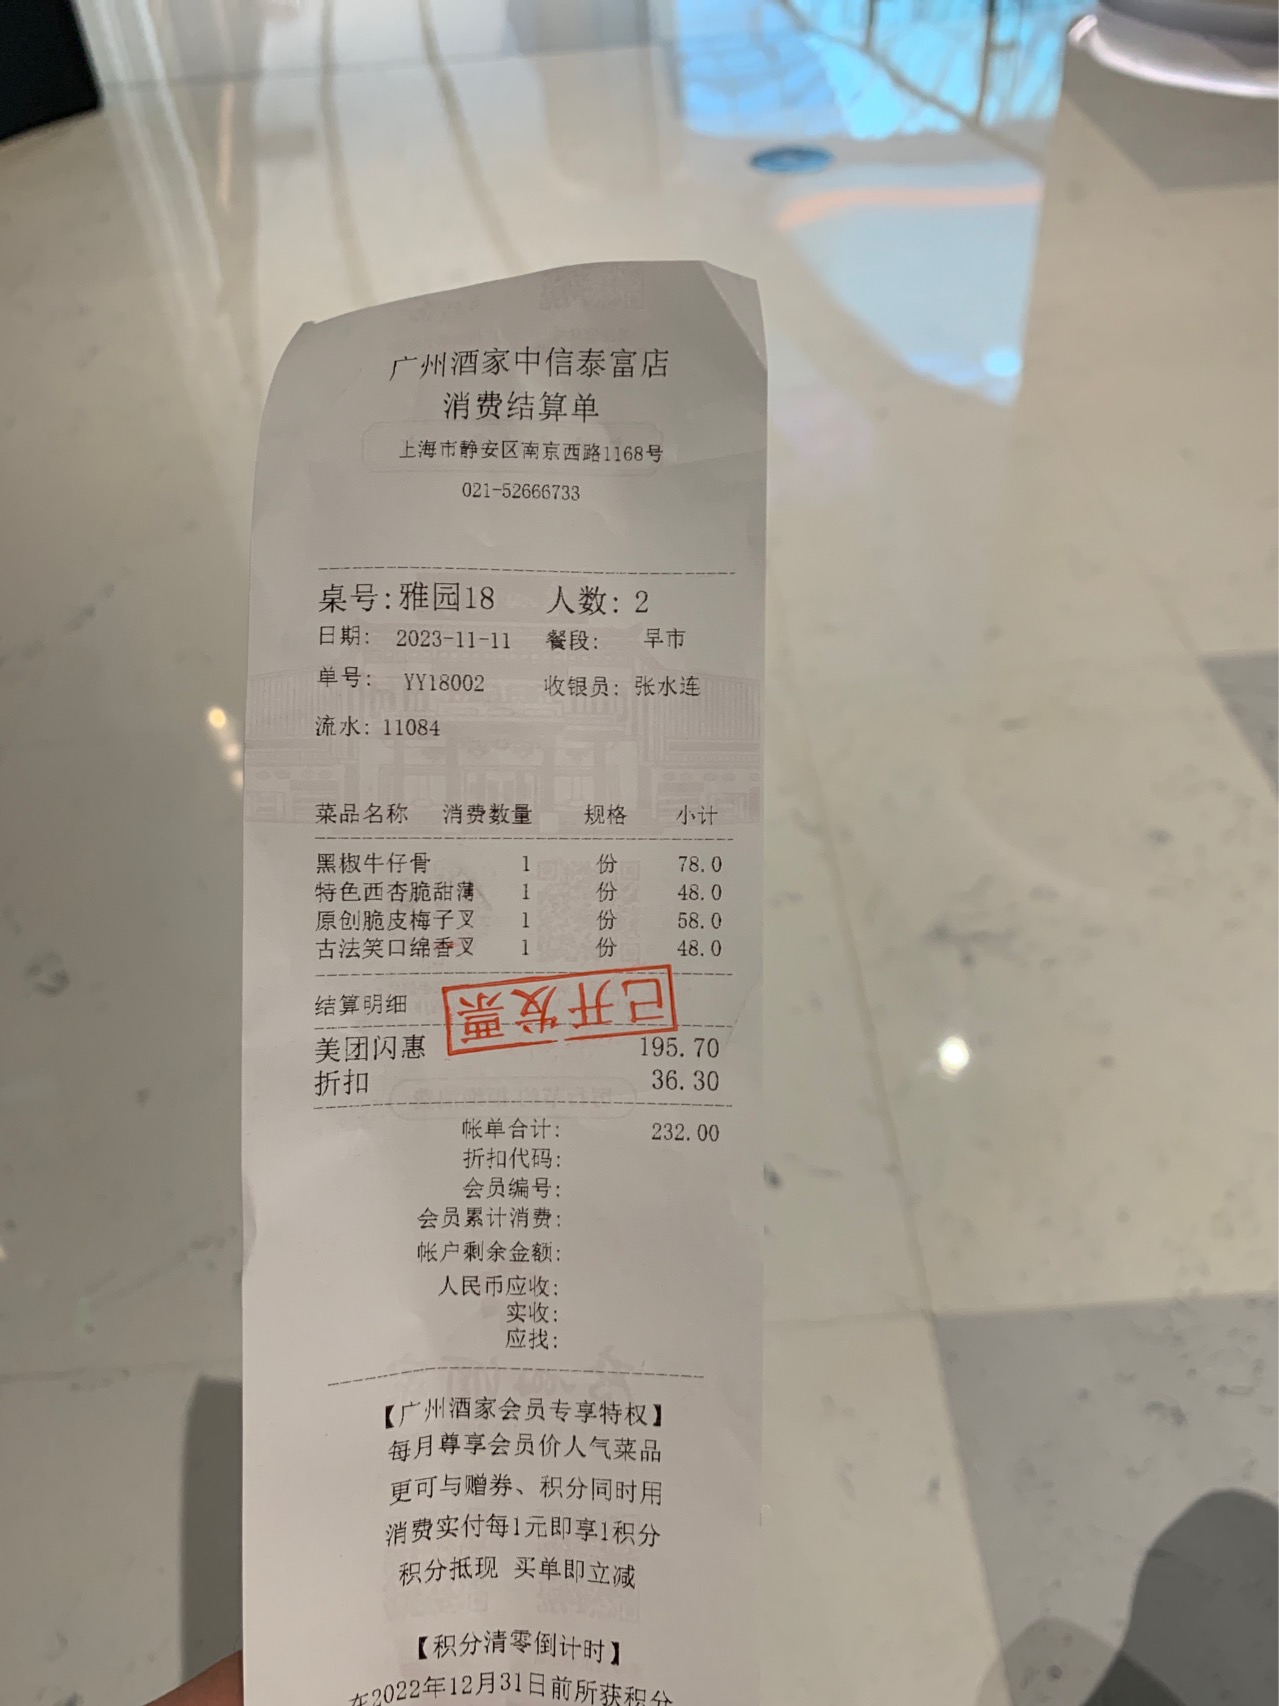 广州酒家中信泰富店
消费结算单
上海市静安区南京西路1168号
021-52666733
桌号:雅园18 人数: 2
日期: 2023-11-11 餐段: 早市
单号: YY18002 收银员: 张水连
流水: 11084
菜品名称 消费数量 规格 小计
黑椒牛仔骨 1 份 78.0
特色西杏脆甜薄 1 份 48.0
原创脆皮梅子叉 1 份 58.0
古法笑口绵香叉 1 份 48.0
结算明细
已开发票
美团闪惠 195.70
折扣 36.30
帐单合计: 232.00
折扣代码:
会员编号:
会员累计消费:
帐户剩余金额:
人民币应收:
实收:
应找:
【广州酒家会员专享特权】
每月尊享会员价人气菜品
更可与赠券、积分同时用
消费实付每1元即享1积分
积分抵现 买单即立减
【积分清零倒计时】
在2022年12月31日前所获积分